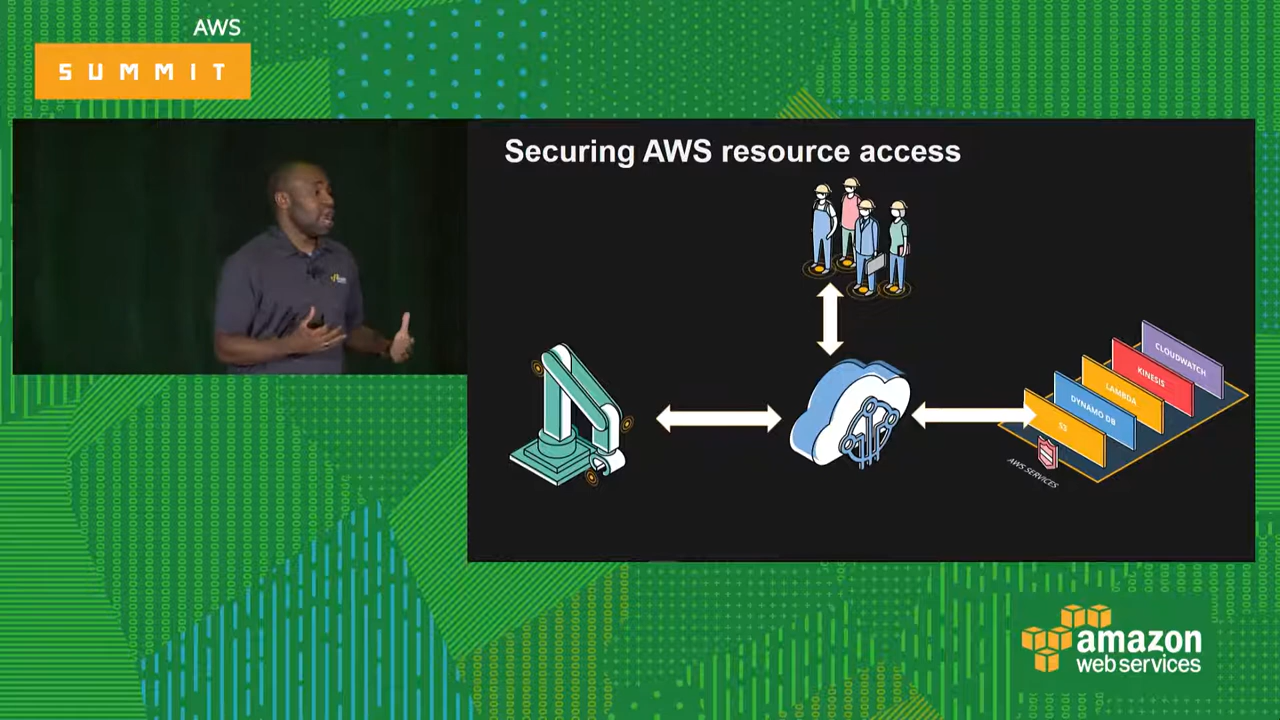 AWS
SUMMIT
Securing AWS resource access
CLOUDWATCH
KINESIS
LAMBDA
DYNAMO DB
S3
AWS SERVICES
amazon
web services